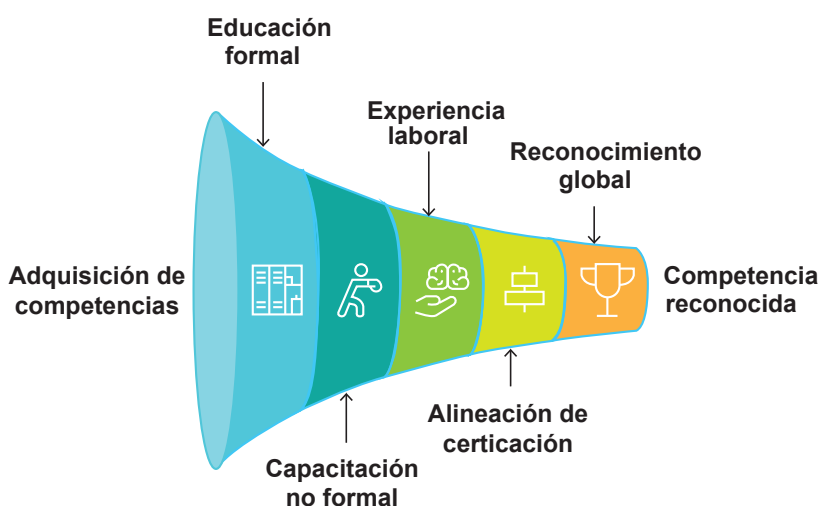 Educación
formal
Experiencia
laboral
Reconocimiento
global
Adquisición de
competencias
Competencia
reconocida
Alineación de
certicación
Capacitación
no formal